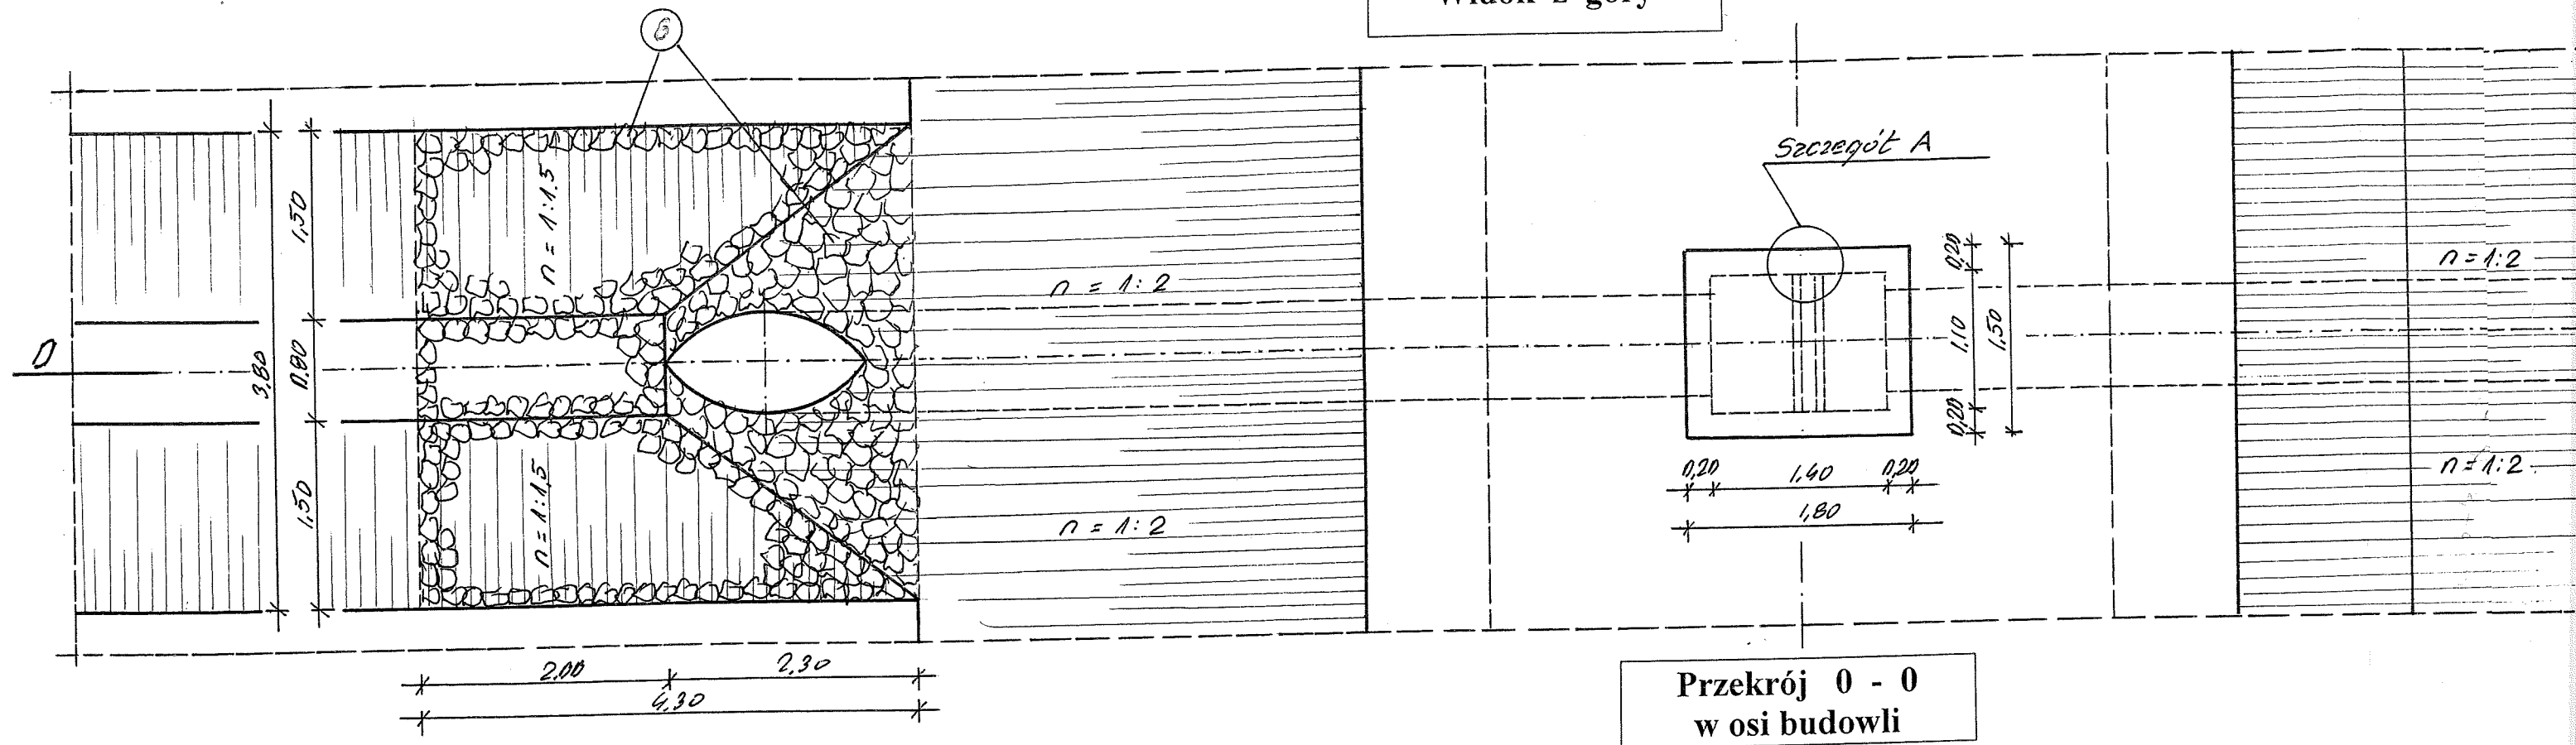 Widok z góry
6
Szczegół A
n = 1:1,5
1,50
n = 1:2
0,20
n = 1:2
1,10
1,50
0
3,80
0,80
0,20
n = 1:1,5
1,50
n = 1:2
0,20
1,40
0,20
n = 1:2
1,80
2,00
2,30
4,30
Przekrój 0 - 0
w osi budowli